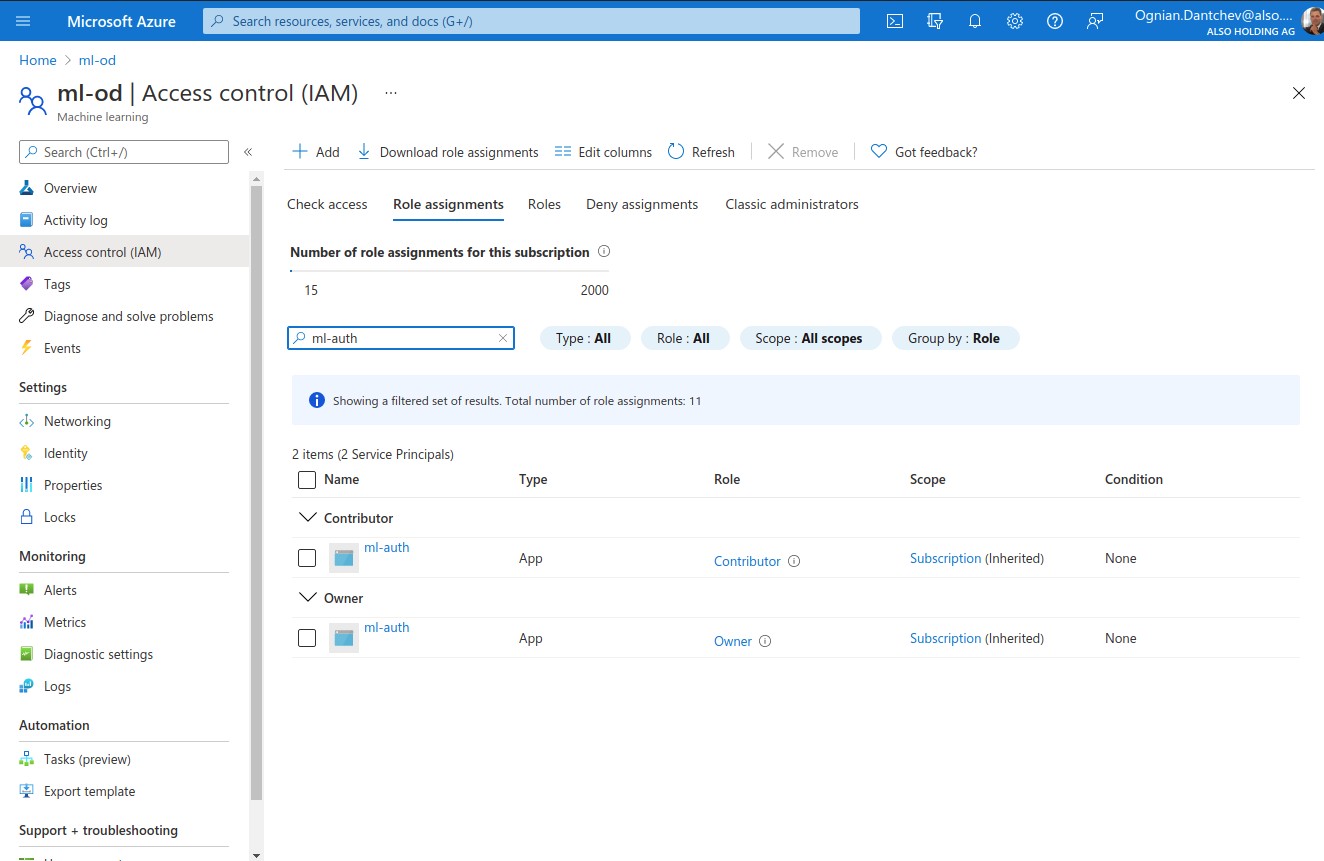 Microsoft Azure
Search resources, services, and docs (G+/)
Ognian.Dantchev@also....
ALSO HOLDING AG
Home > ml-od
ml-od | Access control (IAM) ...
Machine learning
Search (Ctrl+/)
«
Add
Download role assignments
Edit columns
Refresh
Remove
Got feedback?
Overview
Activity log
Access control (IAM)
Tags
Diagnose and solve problems
Events
Settings
Networking
Identity
Properties
Locks
Monitoring
Alerts
Metrics
Diagnostic settings
Logs
Automation
Tasks (preview)
Export template
Support + troubleshooting
Check access
Role assignments
Roles
Deny assignments
Classic administrators
Number of role assignments for this subscription
15 2000
ml-auth
Type : All
Role : All
Scope : All scopes
Group by : Role
Showing a filtered set of results. Total number of role assignments: 11
2 items (2 Service Principals)
Name Type Role Scope Condition
Contributor
ml-auth App Contributor Subscription (Inherited) None
Owner
ml-auth App Owner Subscription (Inherited) None